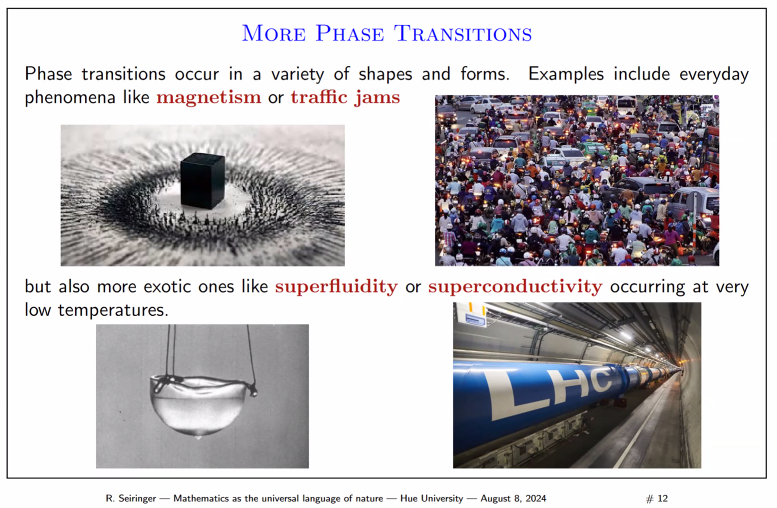 More Phase Transitions
Phase transitions occur in a variety of shapes and forms. Examples include everyday
phenomena like magnetism or traffic jams
but also more exotic ones like superfluidity or superconductivity occurring at very
low temperatures.
LHC
R. Seiringer — Mathematics as the universal language of nature — Hue University — August 8, 2024
# 12